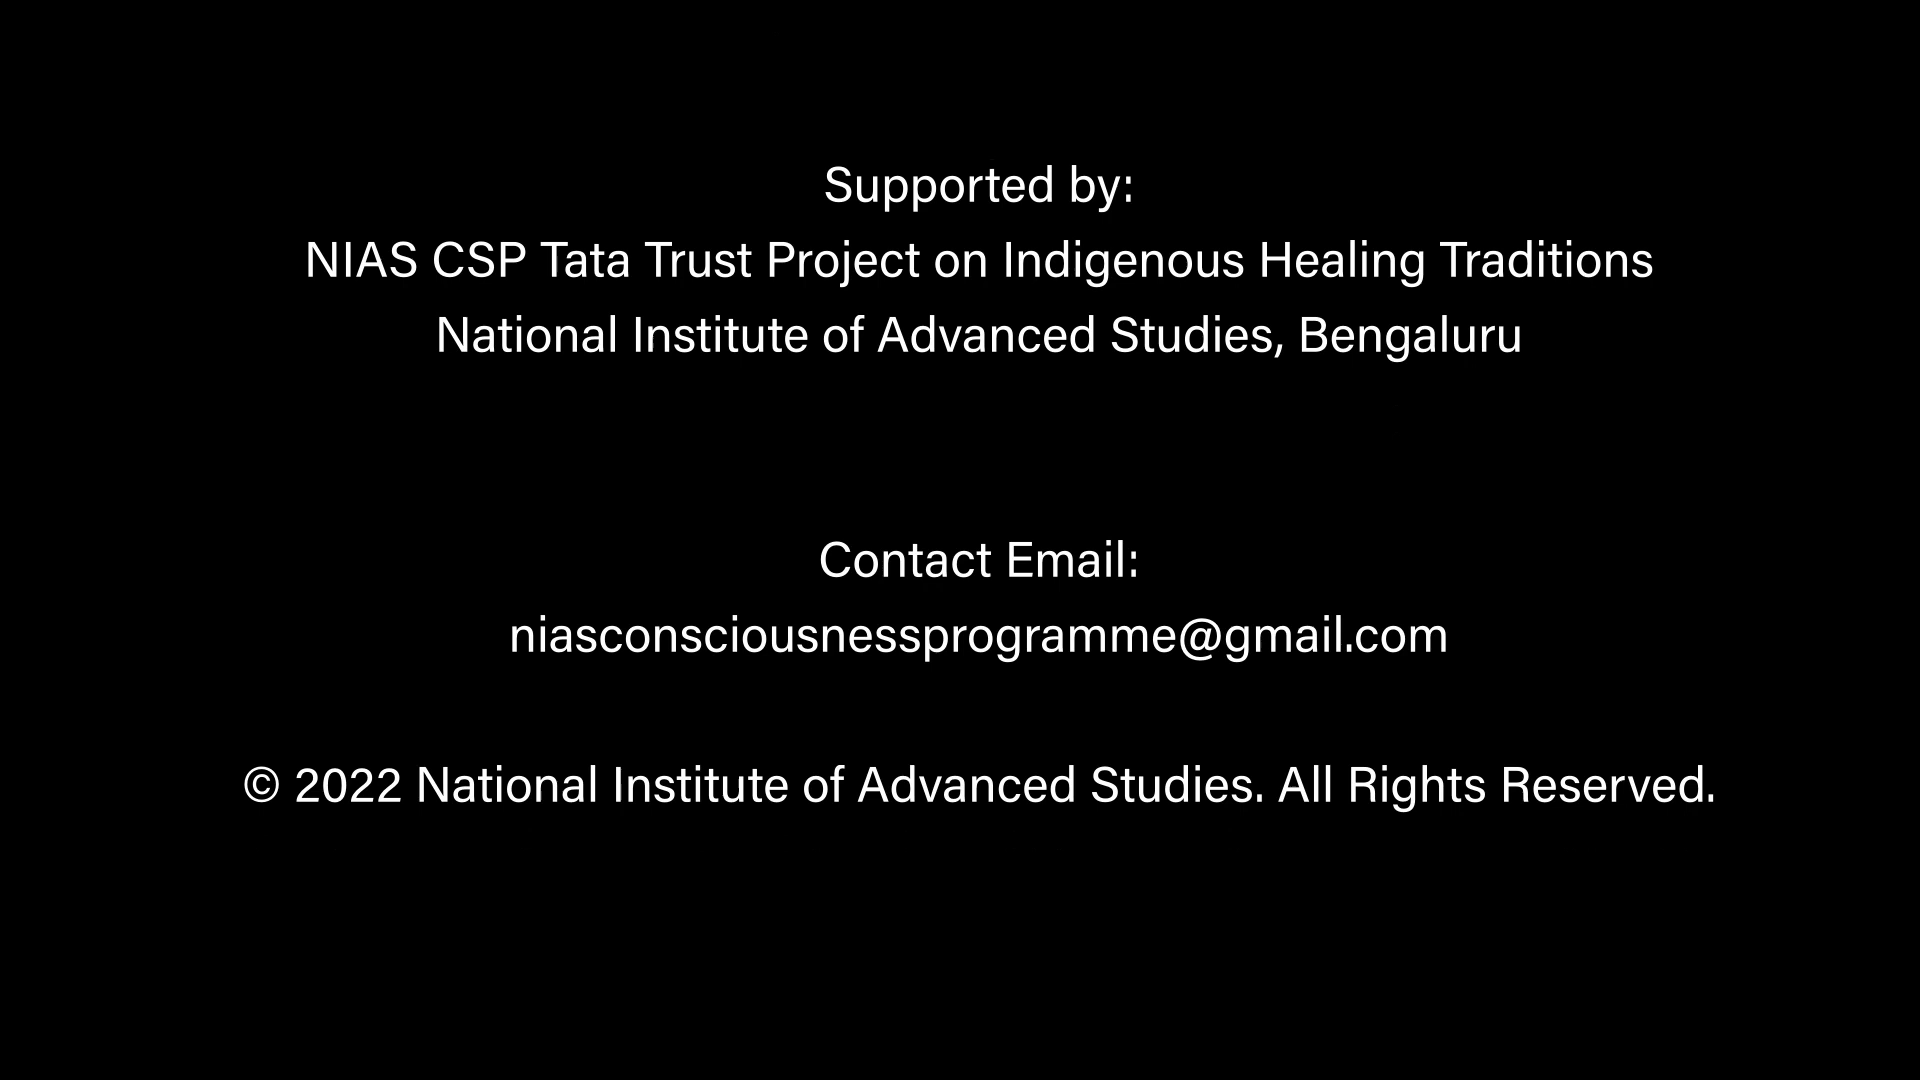 Supported by:
NIAS CSP Tata Trust Project on Indigenous Healing Traditions
National Institute of Advanced Studies, Bengaluru
Contact Email:
niasconsciousnessprogramme@gmail.com
© 2022 National Institute of Advanced Studies. All Rights Reserved.